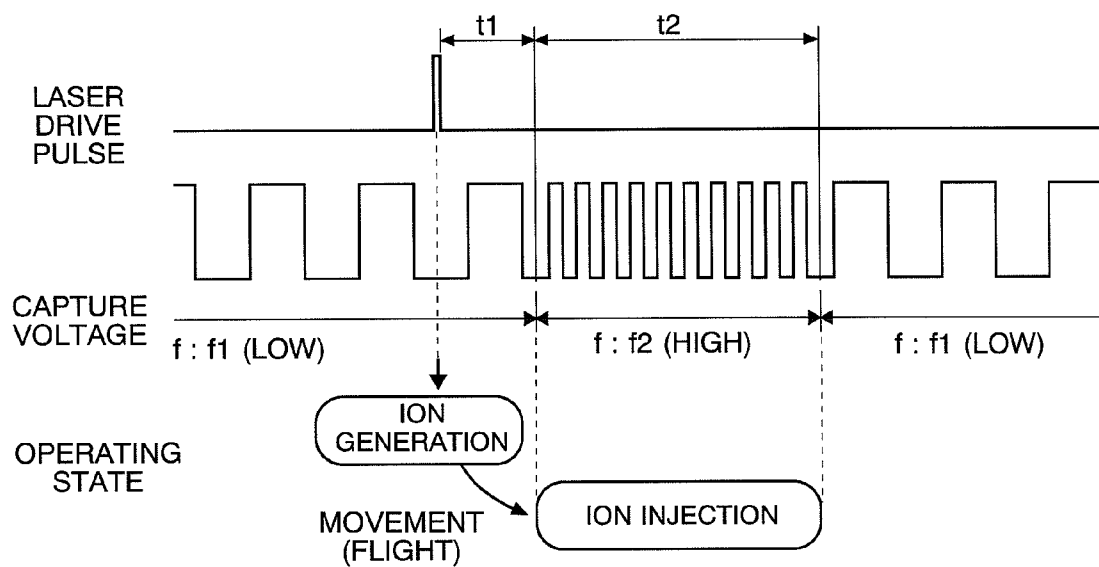 t1
t2
LASER
DRIVE
PULSE
CAPTURE
VOLTAGE
f : f1 (LOW)
f : f2 (HIGH)
f : f1 (LOW)
ION
GENERATION
OPERATING
STATE
MOVEMENT
(FLIGHT)
ION INJECTION